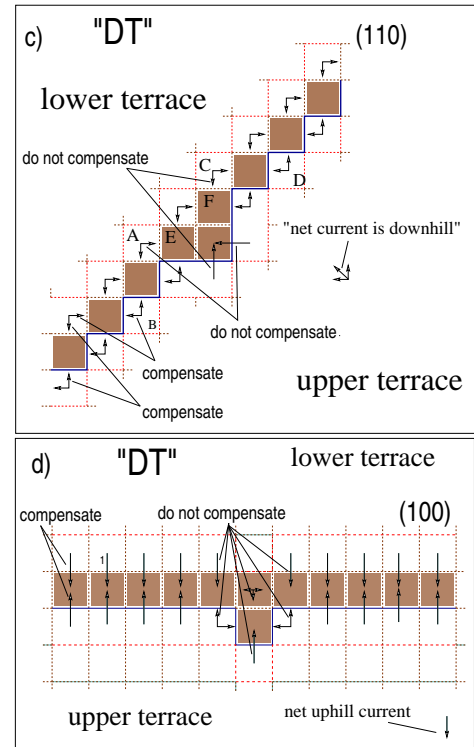 c) "DT" (110)
lower terrace
do not compensate
C
D
F
"net current is downhill"
A E
B
do not compensate
compensate
upper terrace
compensate
d) "DT" lower terrace
compensate do not compensate (100)
1
upper terrace
net uphill current